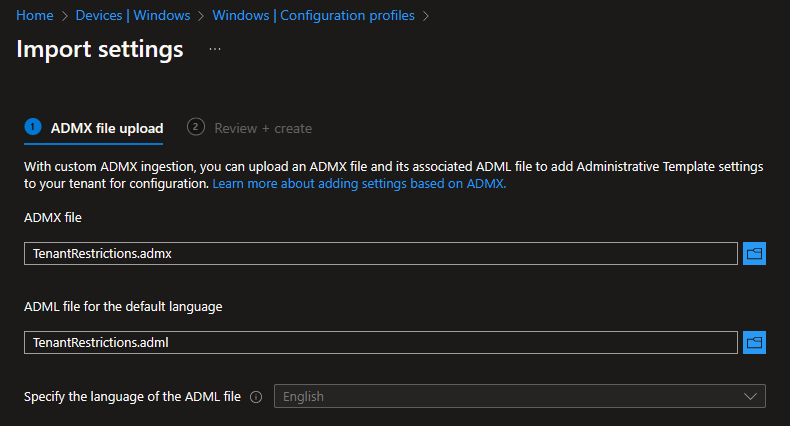 Home > Devices | Windows > Windows | Configuration profiles >
Import settings ...
1 ADMX file upload 2 Review + create
With custom ADMX ingestion, you can upload an ADMX file and its associated ADML file to add Administrative Template settings
to your tenant for configuration. Learn more about adding settings based on ADMX.
ADMX file
TenantRestrictions.admx
ADML file for the default language
TenantRestrictions.adml
Specify the language of the ADML file English